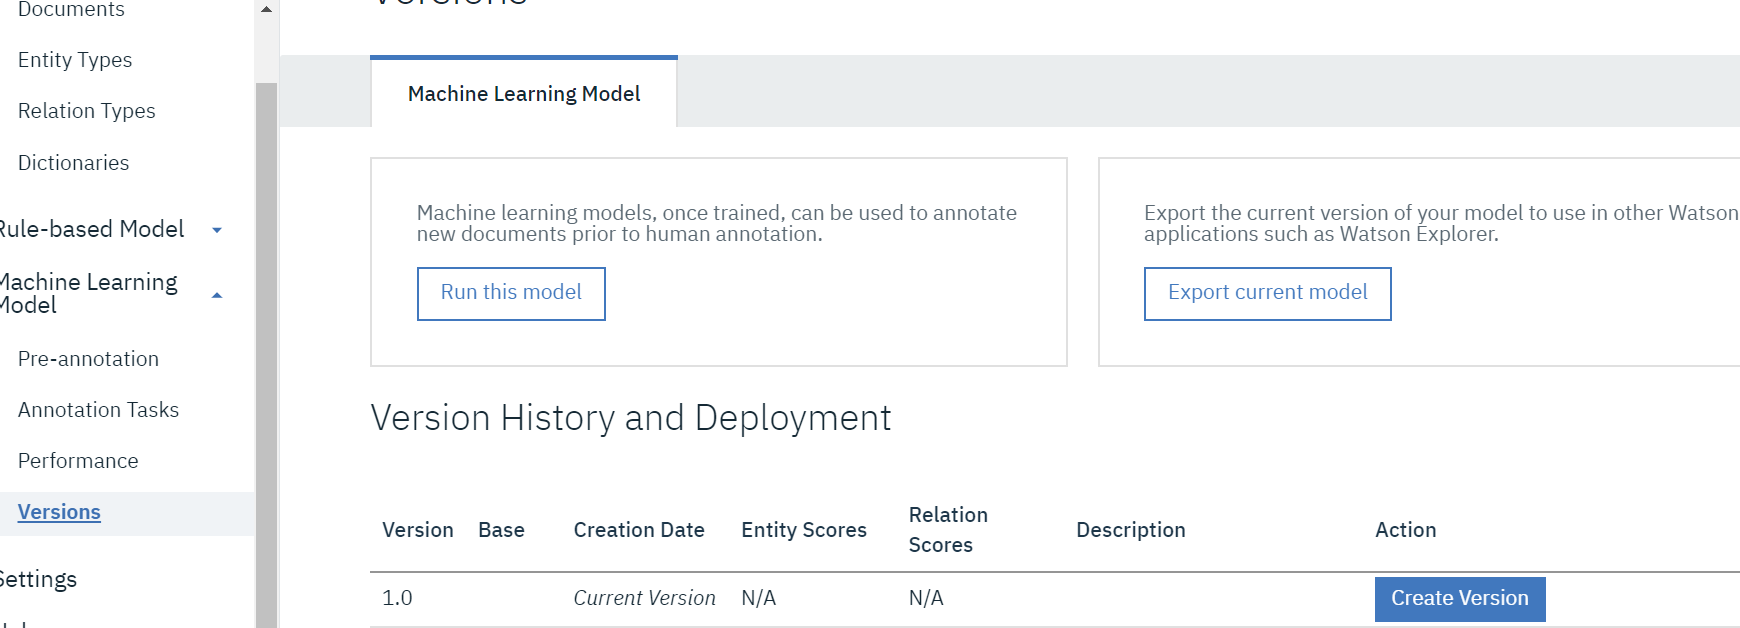 Documents
Entity Types
Relation Types
Dictionaries
Rule-based Model
Machine Learning
Model
Pre-annotation
Annotation Tasks
Performance
Versions
Settings
Versions
Machine Learning Model
Machine learning models, once trained, can be used to annotate
new documents prior to human annotation.
Run this model
Export the current version of your model to use in other Watson
applications such as Watson Explorer.
Export current model
Version History and Deployment
Version Base Creation Date Entity Scores Relation Scores Description Action
1.0 Current Version N/A N/A Create Version